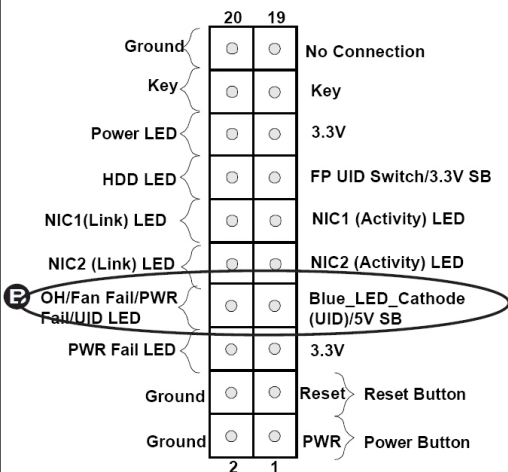 20 19
Ground No Connection
Key Key
Power LED 3.3V
HDD LED FP UID Switch/3.3V SB
NIC1(Link) LED NIC1 (Activity) LED
NIC2 (Link) LED NIC2 (Activity) LED
B OH/Fan Fail/PWR Blue_LED_Cathode
Fail/UID LED (UID)/5V SB
PWR Fail LED 3.3V
Ground Reset Reset Button
Ground PWR Power Button
2 1